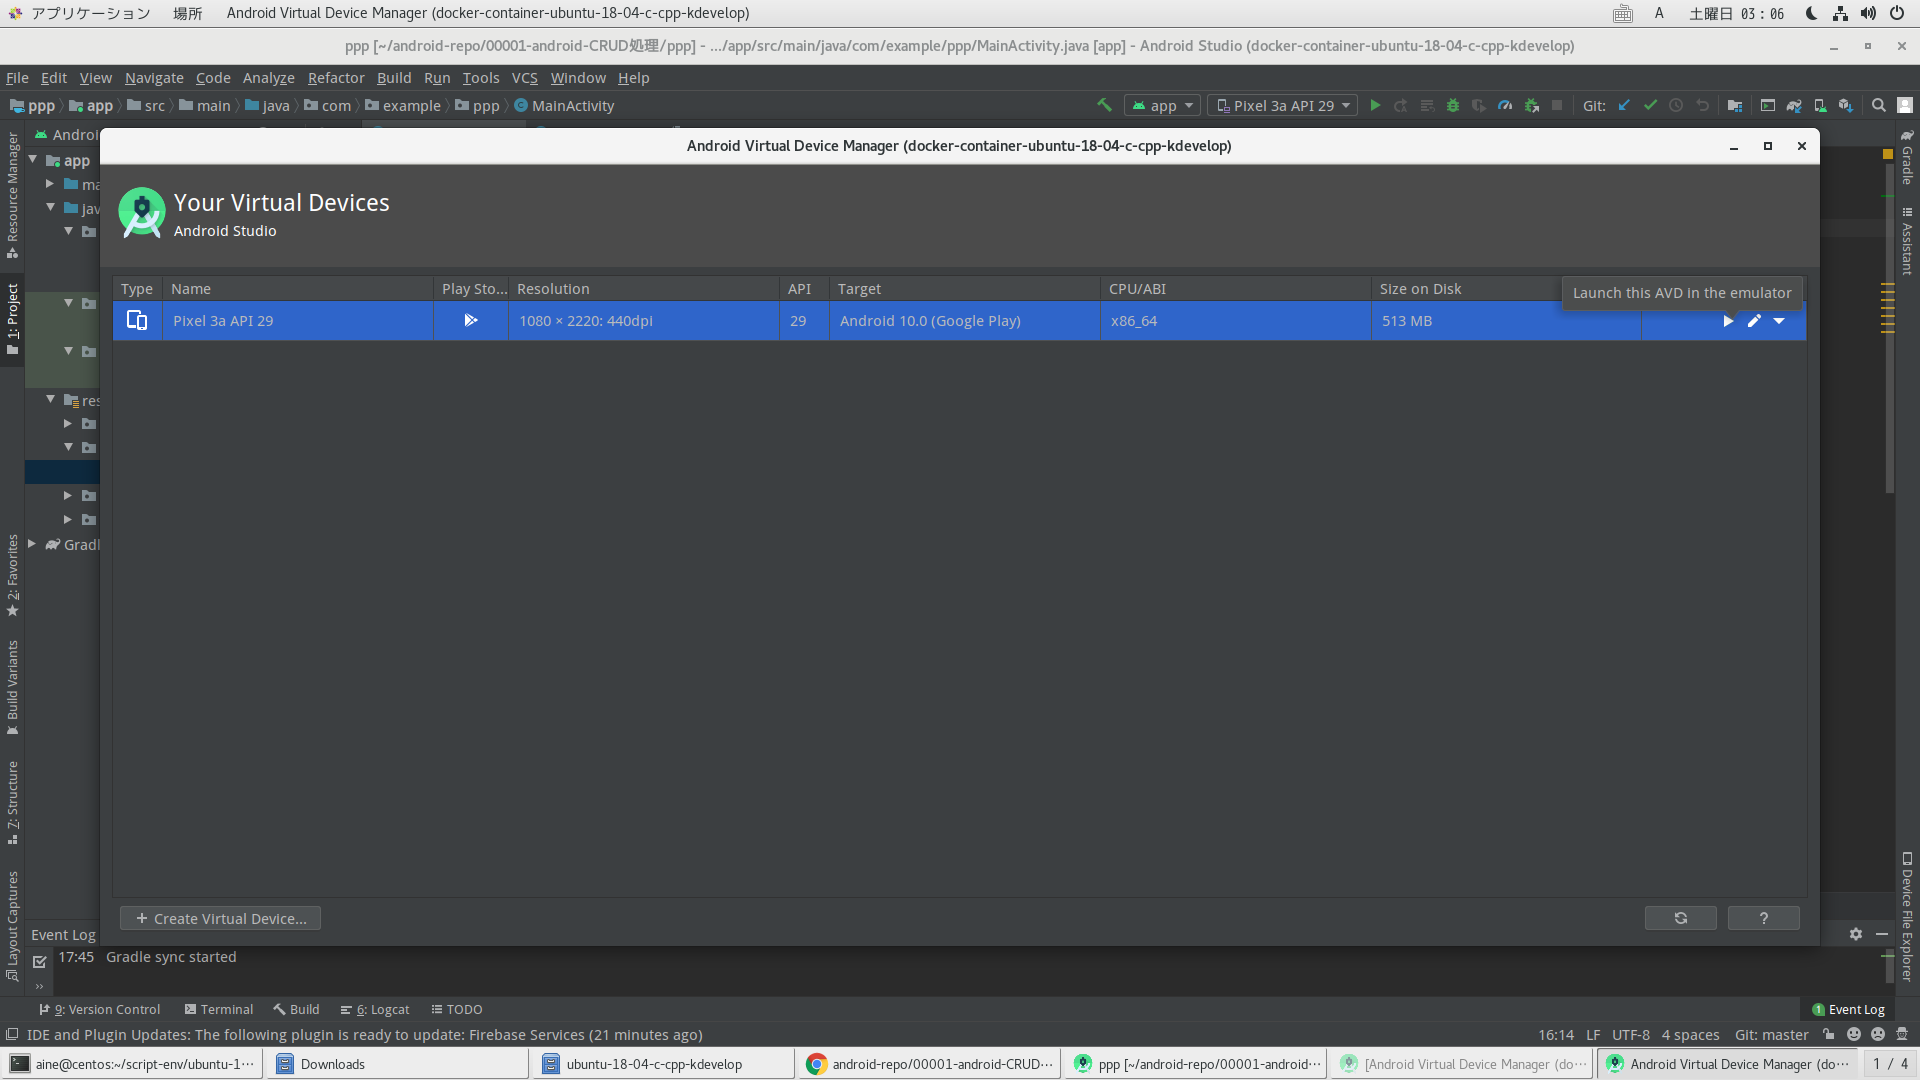 アプリケーション 場所 Android Virtual Device Manager (docker-container-ubuntu-18-04-c-cpp-kdevelop) A 土曜日 03：06
ppp [~/android-repo/00001-android-CRUD処理/ppp] - .../app/src/main/java/com/example/ppp/MainActivity.java [app] - Android Studio (docker-container-ubuntu-18-04-c-cpp-kdevelop)
File Edit View Navigate Code Analyze Refactor Build Run Tools VCS Window Help
ppp app src main java com example ppp MainActivity app Pixel 3a API 29 Git:
Androi
Android Virtual Device Manager (docker-container-ubuntu-18-04-c-cpp-kdevelop)
app
ma
jav
res
Gradl
Resource Manager
1: Project
2: Favorites
Build Variants
7: Structure
Layout Captures
Gradle
Assistant
Device File Explorer
Your Virtual Devices
Android Studio
Type Name Play Sto... Resolution API Target CPU/ABI Size on Disk
Launch this AVD in the emulator
Pixel 3a API 29 1080 × 2220: 440dpi 29 Android 10.0 (Google Play) x86_64 513 MB
+ Create Virtual Device... ?
Event Log
17:45 Gradle sync started
9: Version Control Terminal Build 6: Logcat TODO 1 Event Log
IDE and Plugin Updates: The following plugin is ready to update: Firebase Services (21 minutes ago) 16:14 LF UTF-8 4 spaces Git: master
aine@centos:~/script-env/ubuntu-1… Downloads ubuntu-18-04-c-cpp-kdevelop android-repo/00001-android-CRUD… ppp [~/android-repo/00001-android… [Android Virtual Device Manager (do… Android Virtual Device Manager (do… 1 / 4